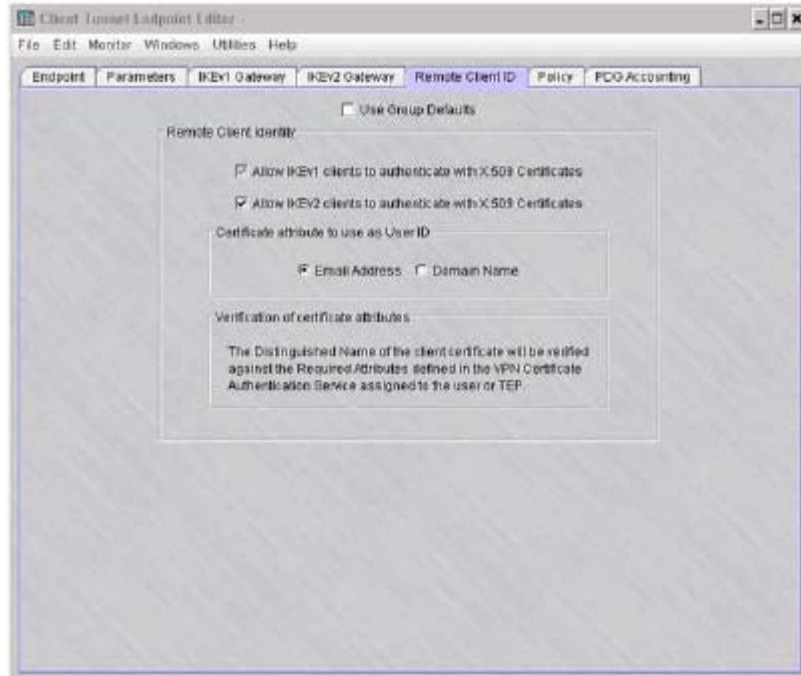 Client Tunnel Endpoint Editor -
File Edit Monitor Windows Utilities Help
Endpoint Parameters IKEv1 Gateway IKEv2 Gateway Remote Client ID Policy PDG Accounting
Use Group Defaults
Remote Client Identity
Allow IKEv1 clients to authenticate with X.509 Certificates
Allow IKEv2 clients to authenticate with X.509 Certificates
Certificate attribute to use as User ID
Email Address Domain Name
Verification of certificate attributes
The Distinguished Name of the client certificate will be verified
against the Required Attributes defined in the VPN Certificate
Authentication Service assigned to the user or TEP.